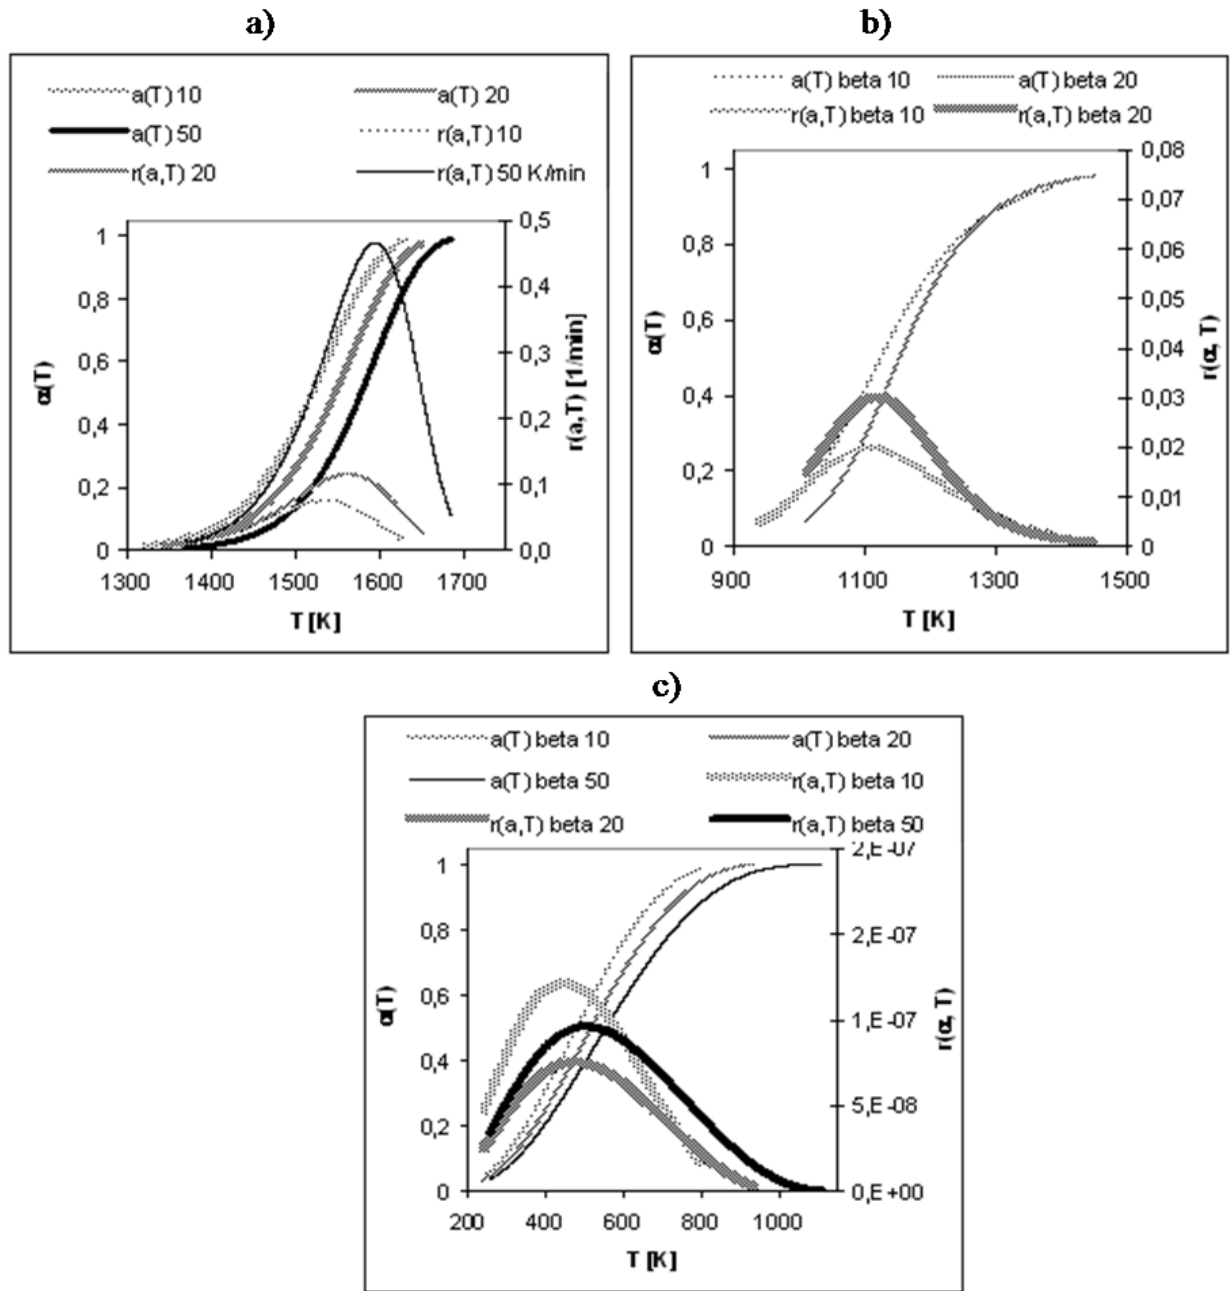 a)
a(T) 10 a(T) 20
a(T) 50 r(a,T) 10
r(a,T) 20 r(a,T) 50 K/min
1 0,5
0,8 0,4
0,6 0,3
0,4 0,2
0,2 0,1
0 0,0
α(T)
r(a,T) [1/min]
1300 1400 1500 1600 1700
T [K]
b)
a(T) beta 10 a(T) beta 20
r(a,T) beta 10 r(a,T) beta 20
0,08
1 0,07
0,8 0,06
0,05
0,6 0,04
0,4 0,03
0,02
0,2 0,01
0 0
α(T)
r(α, T)
900 1100 1300 1500
T [K]
c)
a(T) beta 10 a(T) beta 20
a(T) beta 50 r(a,T) beta 10
r(a,T) beta 20 r(a,T) beta 50
2,E-07
1
0,8 2,E-07
0,6 1,E-07
0,4
0,2 5,E-08
0 0,E+00
α(T)
r(α, T)
200 400 600 800 1000
T [K]